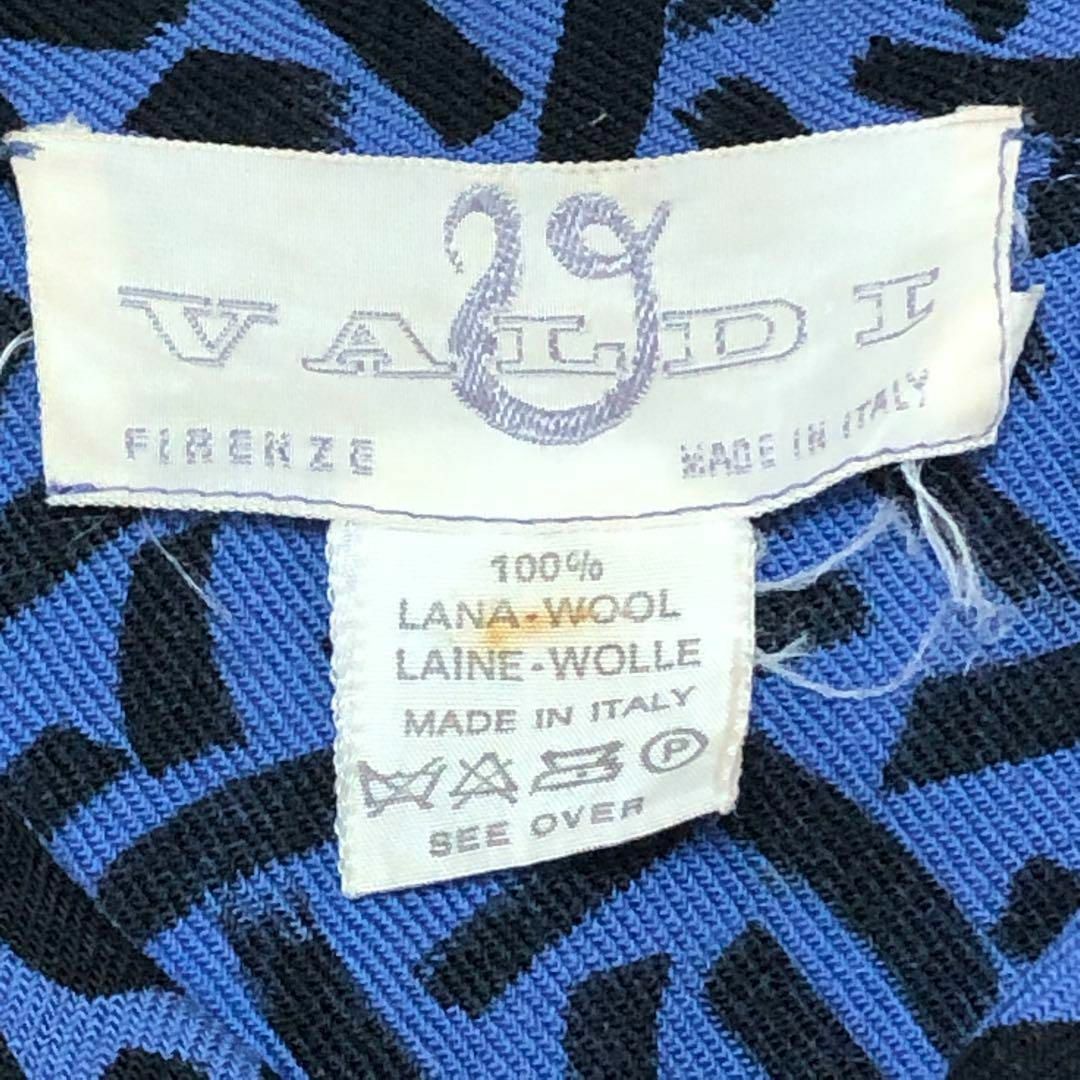 VALDI
FIRENZE MADE IN ITALY
100%
LANA-WOOL
LAINE-WOLLE
MADE IN ITALY
P
SEE OVER